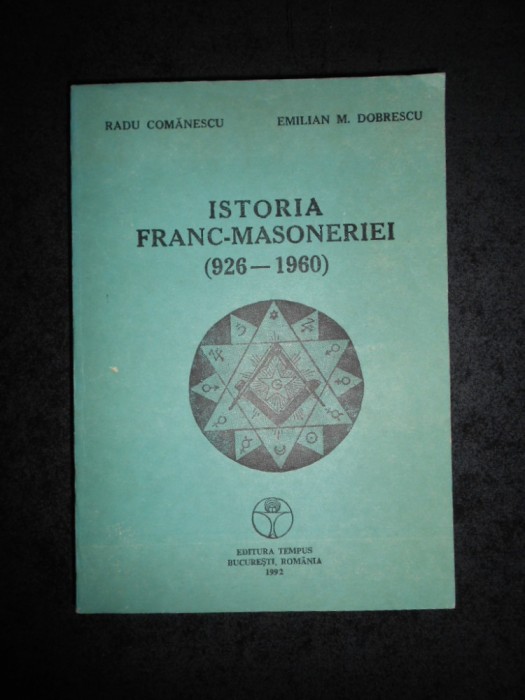 RADU COMĂNESCU EMILIAN M. DOBRESCU
ISTORIA
FRANC-MASONERIEI
(926—1960)
G
EDITURA TEMPUS
BUCUREȘTI, ROMÂNIA
1992